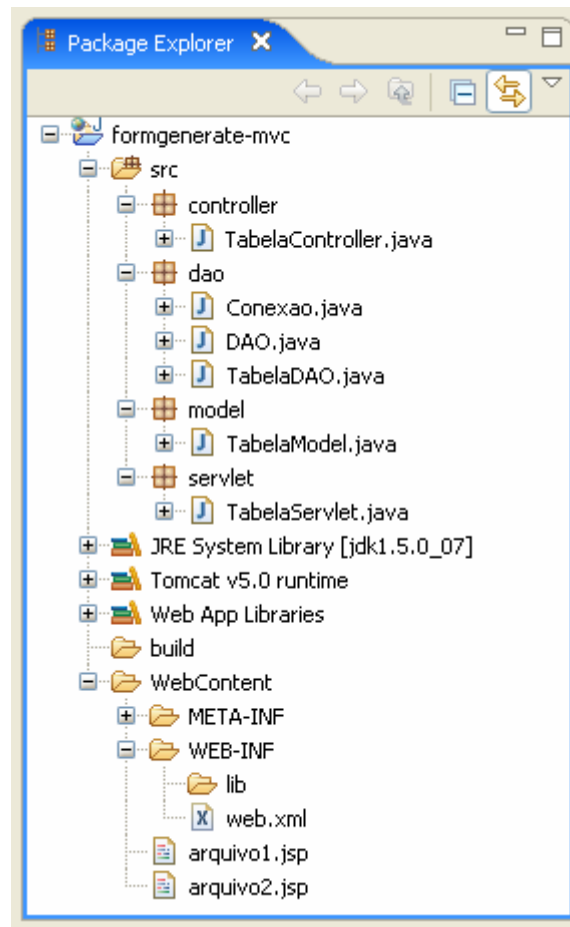 Package Explorer
formgenerate-mvc
src
controller
TabelaController.java
dao
Conexao.java
DAO.java
TabelaDAO.java
model
TabelaModel.java
servlet
TabelaServlet.java
JRE System Library [jdk1.5.0_07]
Tomcat v5.0 runtime
Web App Libraries
build
WebContent
META-INF
WEB-INF
lib
web.xml
arquivo1.jsp
arquivo2.jsp